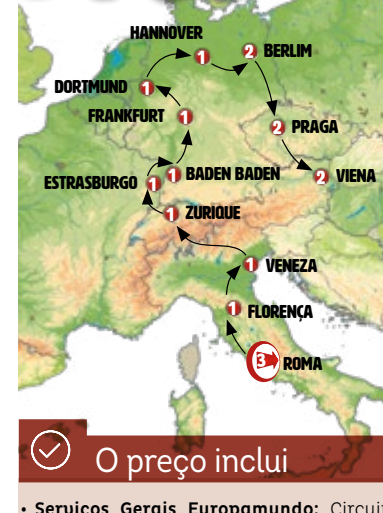 HANNOVER
1
2 BERLIM
DORTMUND 1
FRANKFURT 1
2 PRAGA
ESTRASBURGO 1
1 BADEN BADEN
2 VIENA
1 ZURIQUE
1 VENEZA
1 FLORENÇA
3 ROMA
O preço inclui
• Serviços Gerais Europamundo: Circuit